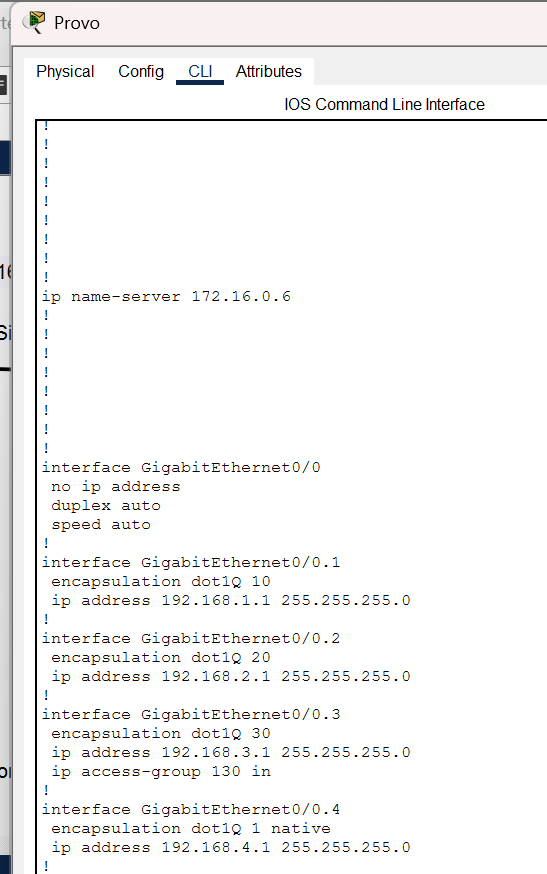 Provo
Physical Config CLI Attributes
IOS Command Line Interface
!
!
!
!
!
!
!
!
!
ip name-server 172.16.0.6
!
!
!
!
!
!
!
!
interface GigabitEthernet0/0
 no ip address
 duplex auto
 speed auto
!
interface GigabitEthernet0/0.1
 encapsulation dot1Q 10
 ip address 192.168.1.1 255.255.255.0
!
interface GigabitEthernet0/0.2
 encapsulation dot1Q 20
 ip address 192.168.2.1 255.255.255.0
!
interface GigabitEthernet0/0.3
 encapsulation dot1Q 30
 ip address 192.168.3.1 255.255.255.0
 ip access-group 130 in
!
interface GigabitEthernet0/0.4
 encapsulation dot1Q 1 native
 ip address 192.168.4.1 255.255.255.0
!